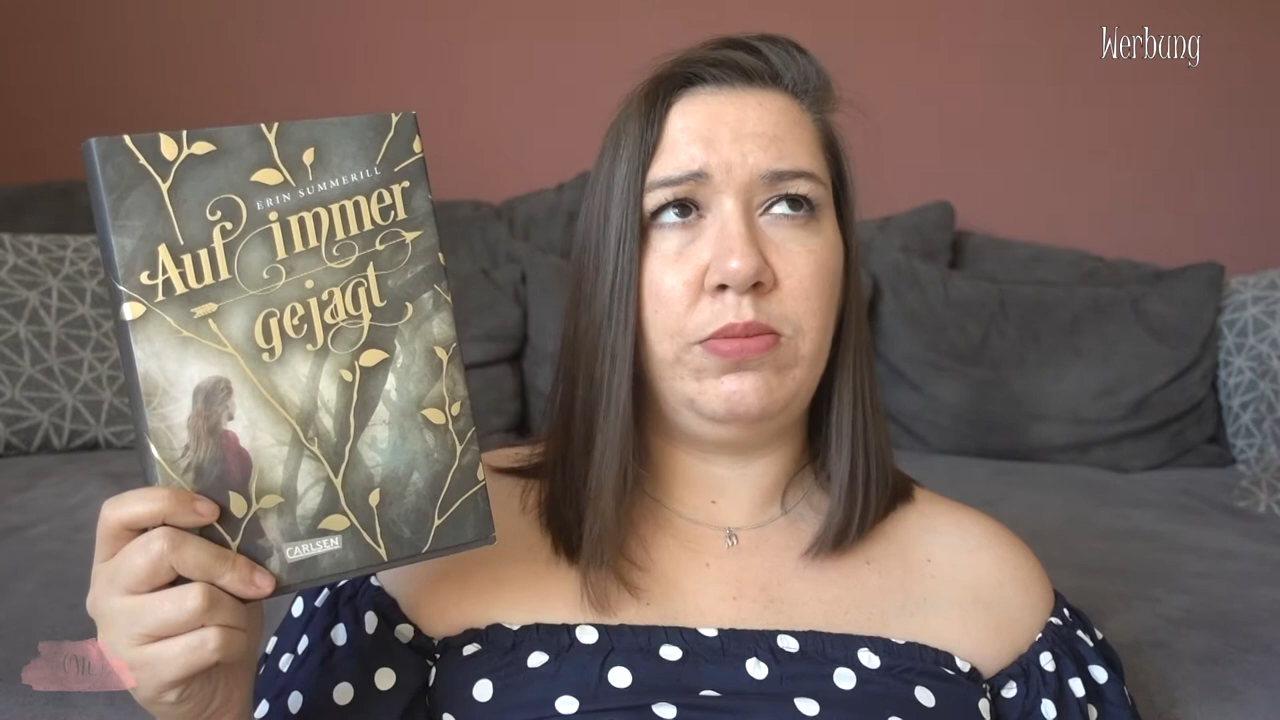 Werbung
ERIN SUMMERILL
Auf immer
gejagt
CARLSEN